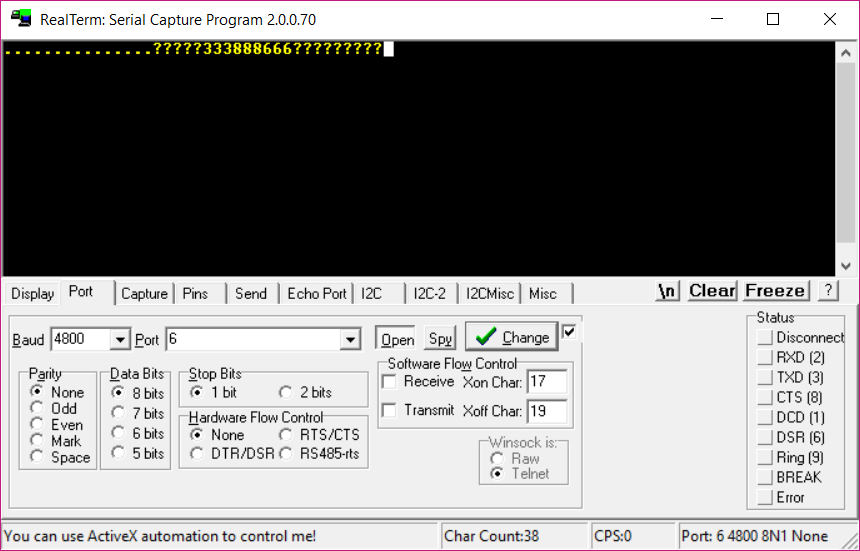 RealTerm: Serial Capture Program 2.0.0.70
...............?????333888666?????????
Display Port Capture Pins Send Echo Port I2C I2C-2 I2CMisc Misc \n Clear Freeze ?
Baud 4800 Port 6 Open Spy Change
Parity
None
Odd
Even
Mark
Space
Data Bits
8 bits
7 bits
6 bits
5 bits
Stop Bits
1 bit 2 bits
Hardware Flow Control
None RTS/CTS
DTR/DSR RS485-rts
Software Flow Control
Receive Xon Char: 17
Transmit Xoff Char: 19
Winsock is:
Raw
Telnet
Status
Disconnect
RXD (2)
TXD (3)
CTS (8)
DCD (1)
DSR (6)
Ring (9)
BREAK
Error
You can use ActiveX automation to control me! Char Count:38 CPS:0 Port: 6 4800 8N1 None